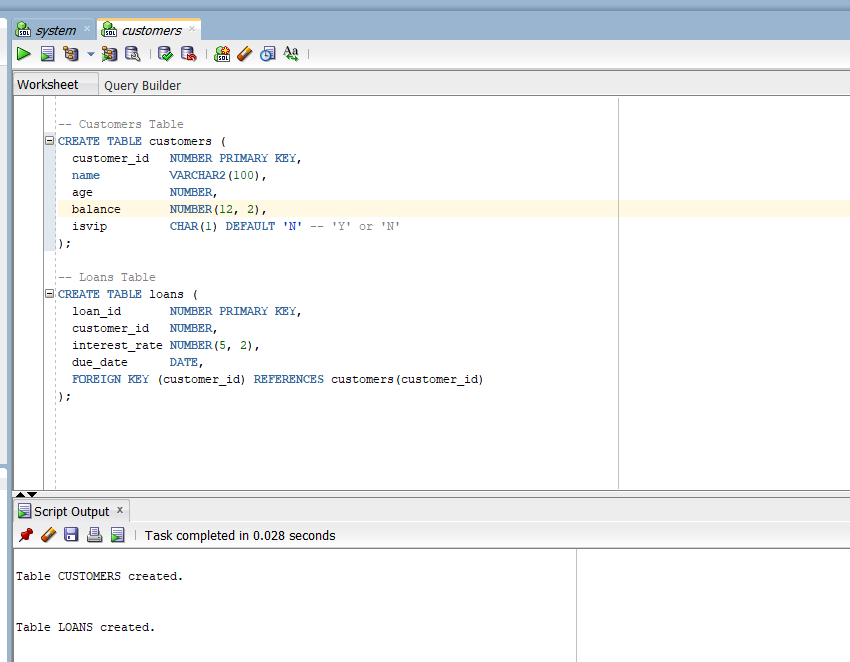 system
customers
Worksheet
Query Builder
-- Customers Table
CREATE TABLE customers (
  customer_id   NUMBER PRIMARY KEY,
  name          VARCHAR2(100),
  age           NUMBER,
  balance       NUMBER(12, 2),
  isvip         CHAR(1) DEFAULT 'N' -- 'Y' or 'N'
);
-- Loans Table
CREATE TABLE loans (
  loan_id       NUMBER PRIMARY KEY,
  customer_id   NUMBER,
  interest_rate NUMBER(5, 2),
  due_date      DATE,
  FOREIGN KEY (customer_id) REFERENCES customers(customer_id)
);
Script Output x
Task completed in 0.028 seconds
Table CUSTOMERS created.
Table LOANS created.